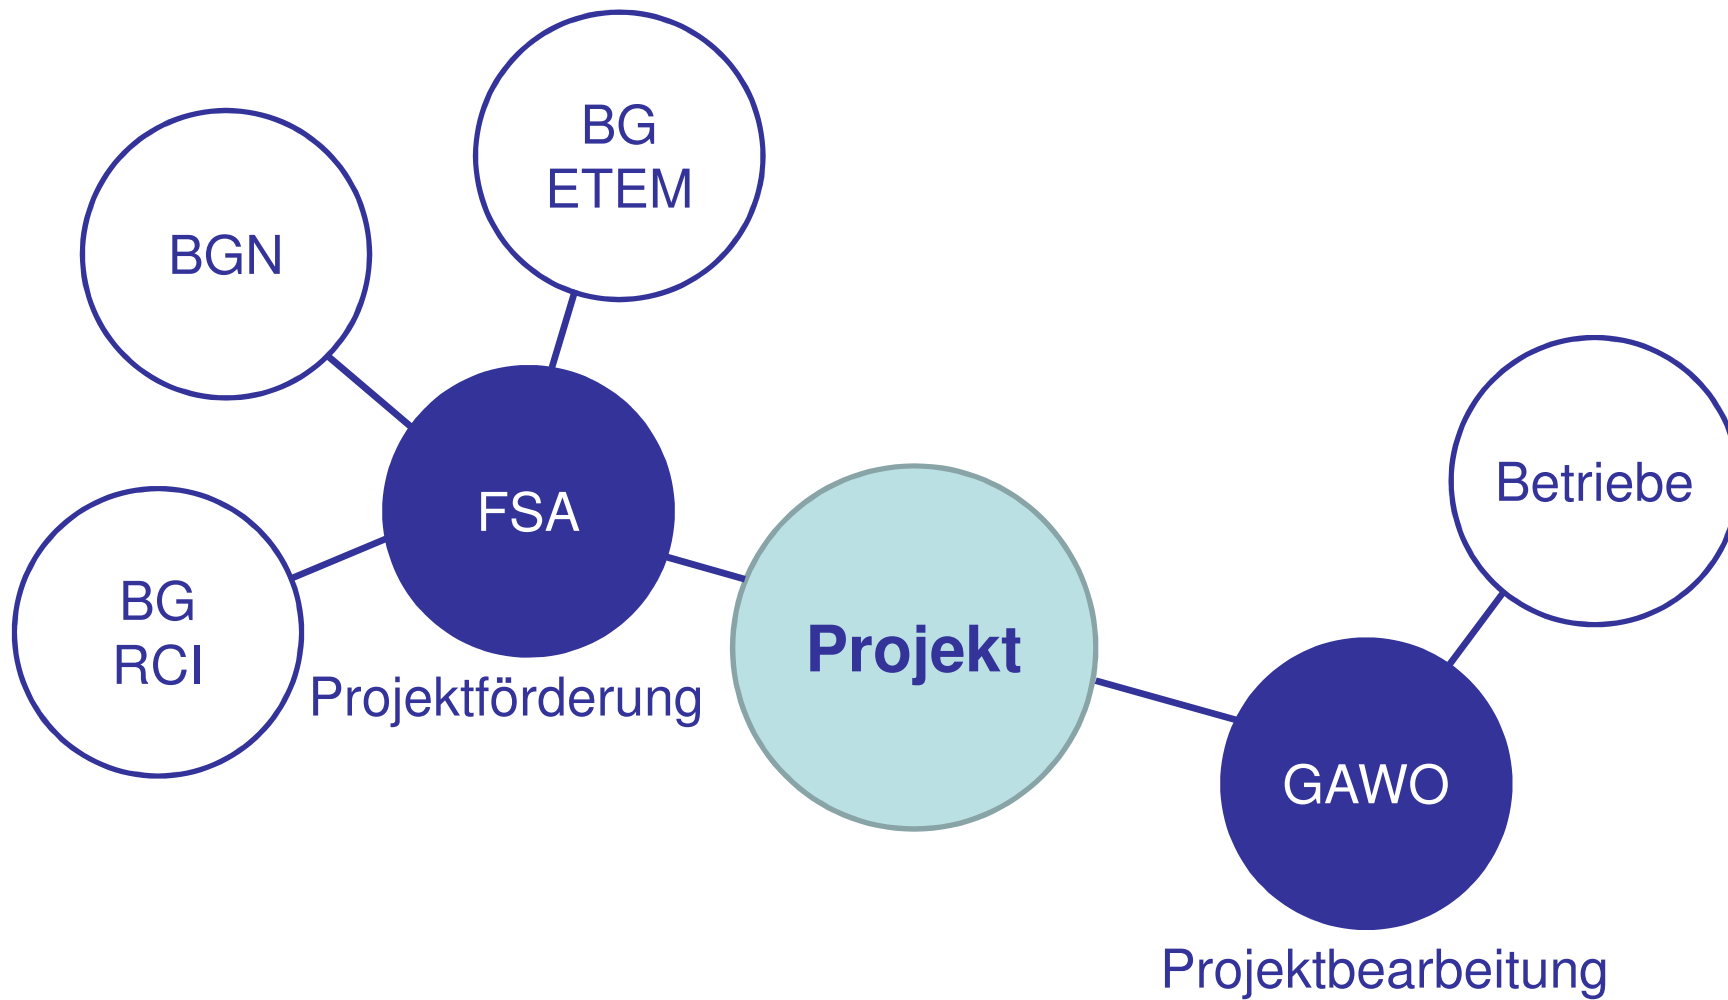 BG
ETEM
BGN
Betriebe
FSA
BG
RCI
Projekt
Projektförderung
GAWO
Projektbearbeitung